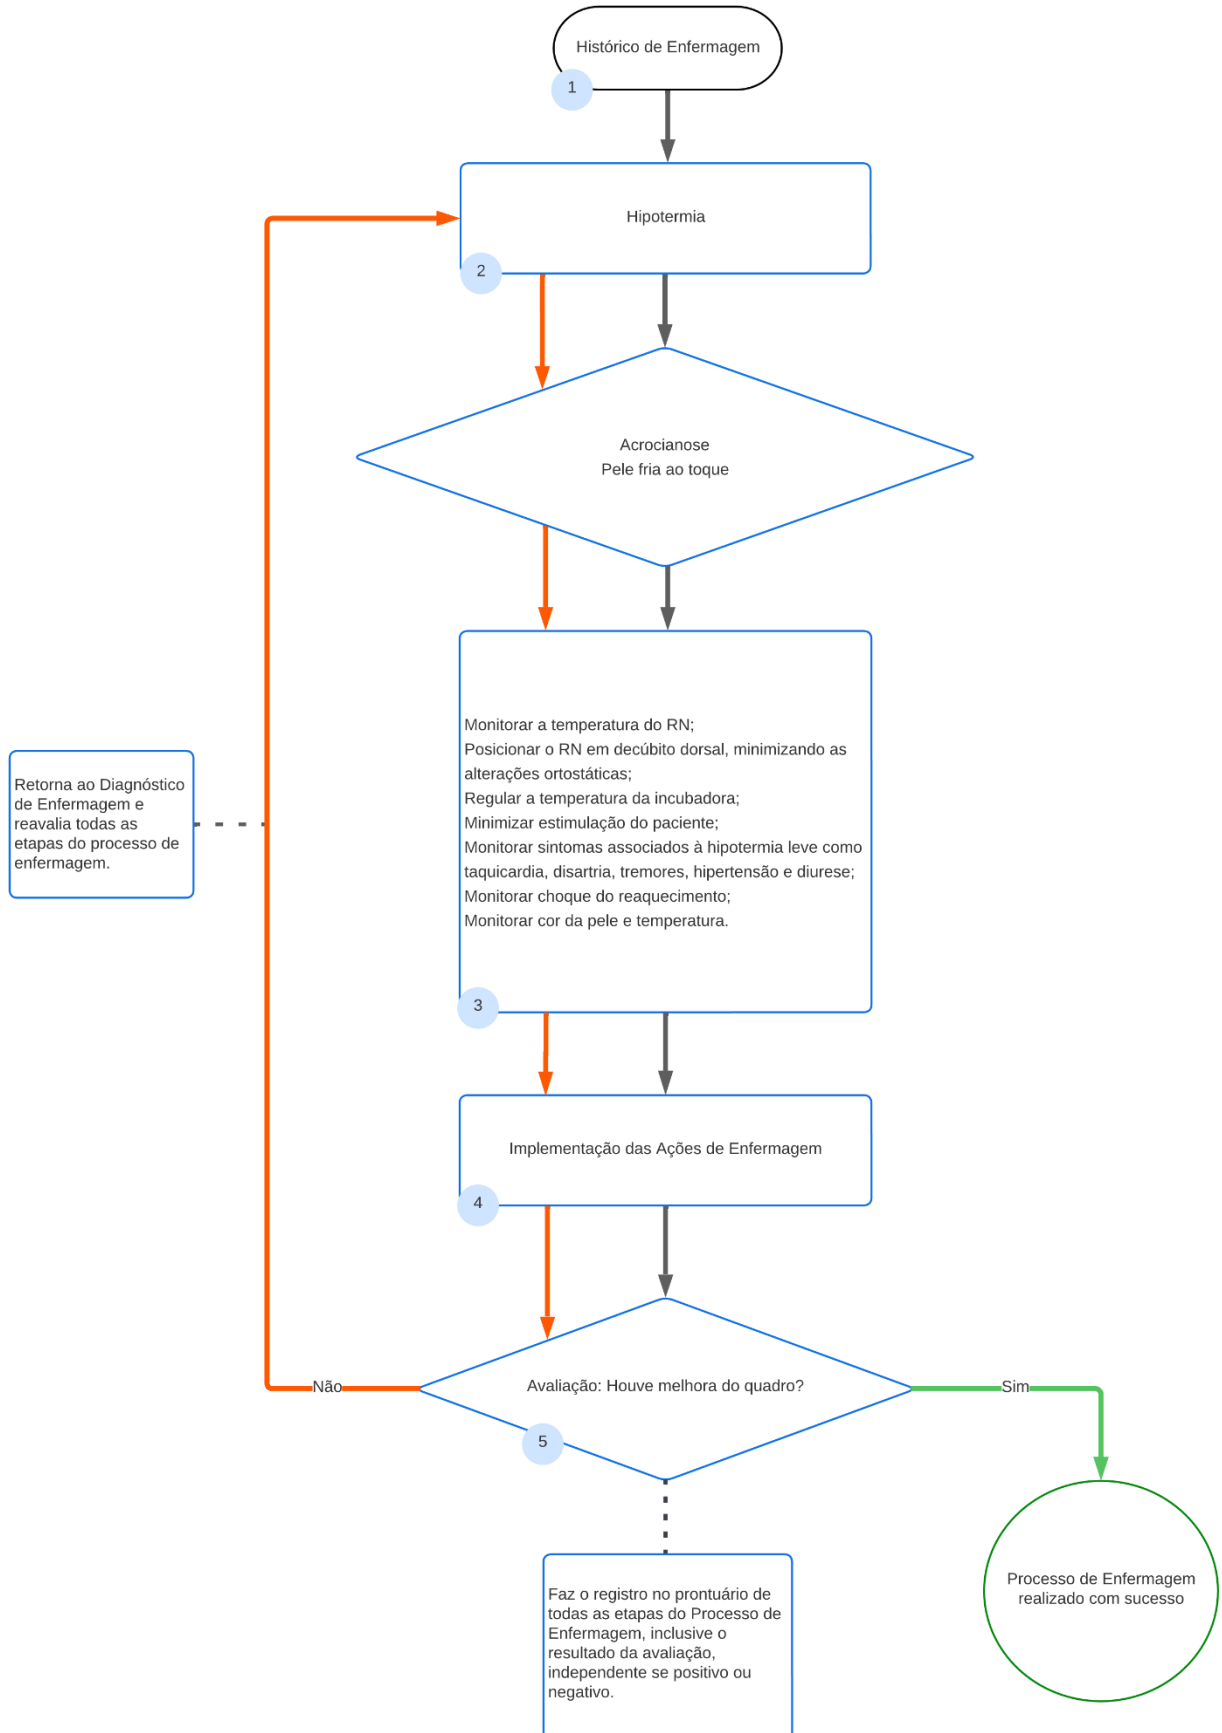 Histórico de Enfermagem
1
Hipotermia
2
Acrocianose
Pele fria ao toque
Monitorar a temperatura do RN;
Posicionar o RN em decúbito dorsal, minimizando as
alterações ortostáticas;
Regular a temperatura da incubadora;
Minimizar estimulação do paciente;
Monitorar sintomas associados à hipotermia leve como
taquicardia, disartria, tremores, hipertensão e diurese;
Monitorar choque do reaquecimento;
Monitorar cor da pele e temperatura.
3
Retorna ao Diagnóstico
de Enfermagem e
reavalia todas as
etapas do processo de
enfermagem.
Implementação das Ações de Enfermagem
4
Não
Avaliação: Houve melhora do quadro?
Sim
5
Processo de Enfermagem
realizado com sucesso
Faz o registro no prontuário de
todas as etapas do Processo de
Enfermagem, inclusive o
resultado da avaliação,
independente se positivo ou
negativo.